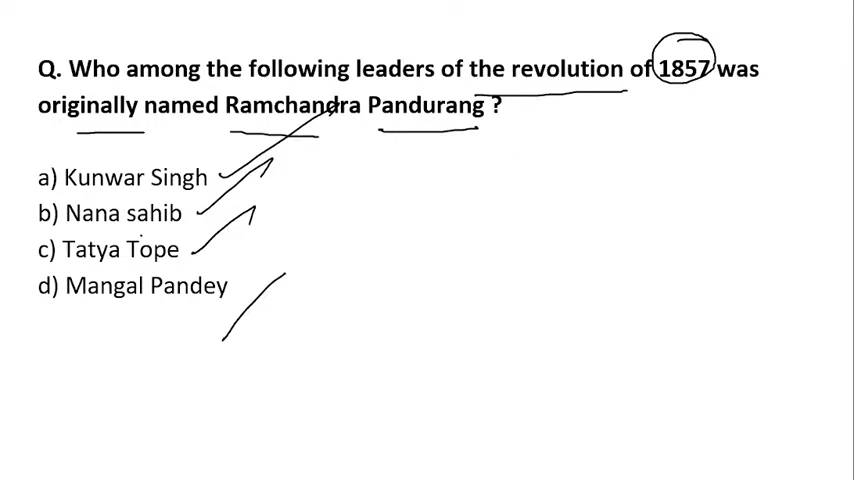 Q. Who among the following leaders of the revolution of 1857 was
originally named Ramchandra Pandurang ?
a) Kunwar Singh
b) Nana sahib
c) Tatya Tope
d) Mangal Pandey